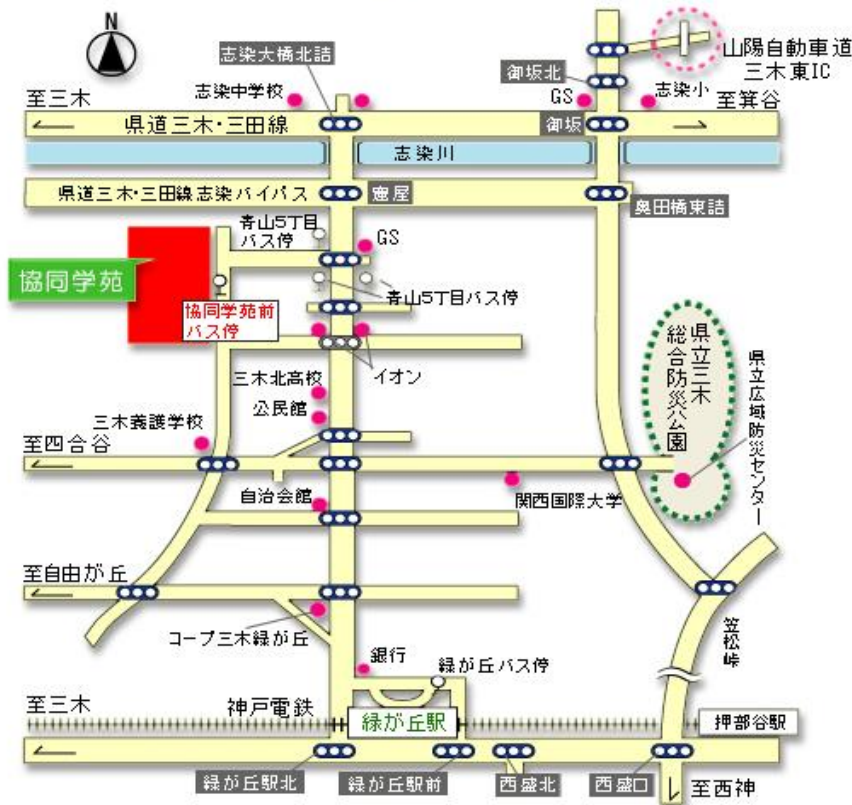 N
志染大橋北詰
山陽自動車道
三木東IC
御坂北
至三木
志染中学校
GS
志染小
至箕谷
県道三木・三田線
御坂
志染川
県道三木・三田線志染バイパス
窟屋
奥田橋東詰
青山5丁目
バス停
GS
協同学苑
青山5丁目バス停
協同学苑前
バス停
イオン
三木北高校
公民館
県立三木
総合防災公園
県立広域防災センター
三木養護学校
至四合谷
自治会館
関西国際大学
至自由が丘
コープ三木緑が丘
笠松峠
銀行
緑が丘バス停
至三木
神戸電鉄
緑が丘駅
押部谷駅
緑が丘駅北
緑が丘駅前
西盛北
西盛口
至西神